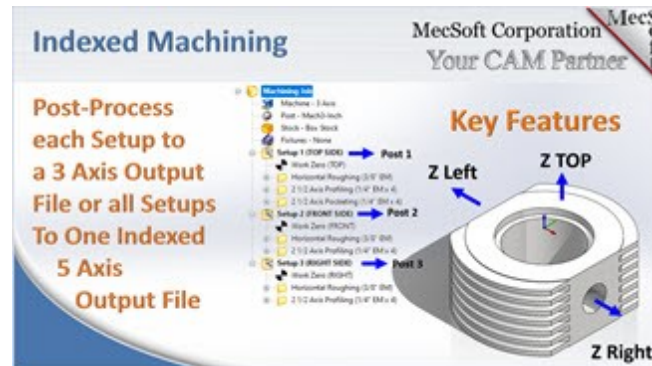 Indexed Machining
MecSoft Corporation
Your CAM Partner
Post-Process
each Setup to
a 3 Axis Output
File or all Setups
To One Indexed
5 Axis
Output File
Machining Job
Machine - 3 Axis
Post - Mach3-Inch
Stock - Box Stock
Fixtures - None
Setup 1 (TOP SIDE)
Post 1
Work Zero (TOP)
Horizontal Roughing (3/8" EM)
2 1/2 Axis Profiling (1/4" EM x 4)
2 1/2 Axis Pocketing (1/4" EM x 4)
Setup 2 (FRONT SIDE)
Post 2
Work Zero (FRONT)
Horizontal Roughing (3/8" EM)
2 1/2 Axis Profiling (1/4" EM x 4)
Setup 3 (RIGHT SIDE)
Post 3
Work Zero (RIGHT)
Horizontal Roughing (3/8" EM)
2 1/2 Axis Profiling (1/4" EM x 4)
Key Features
Z Left
Z TOP
Z Right